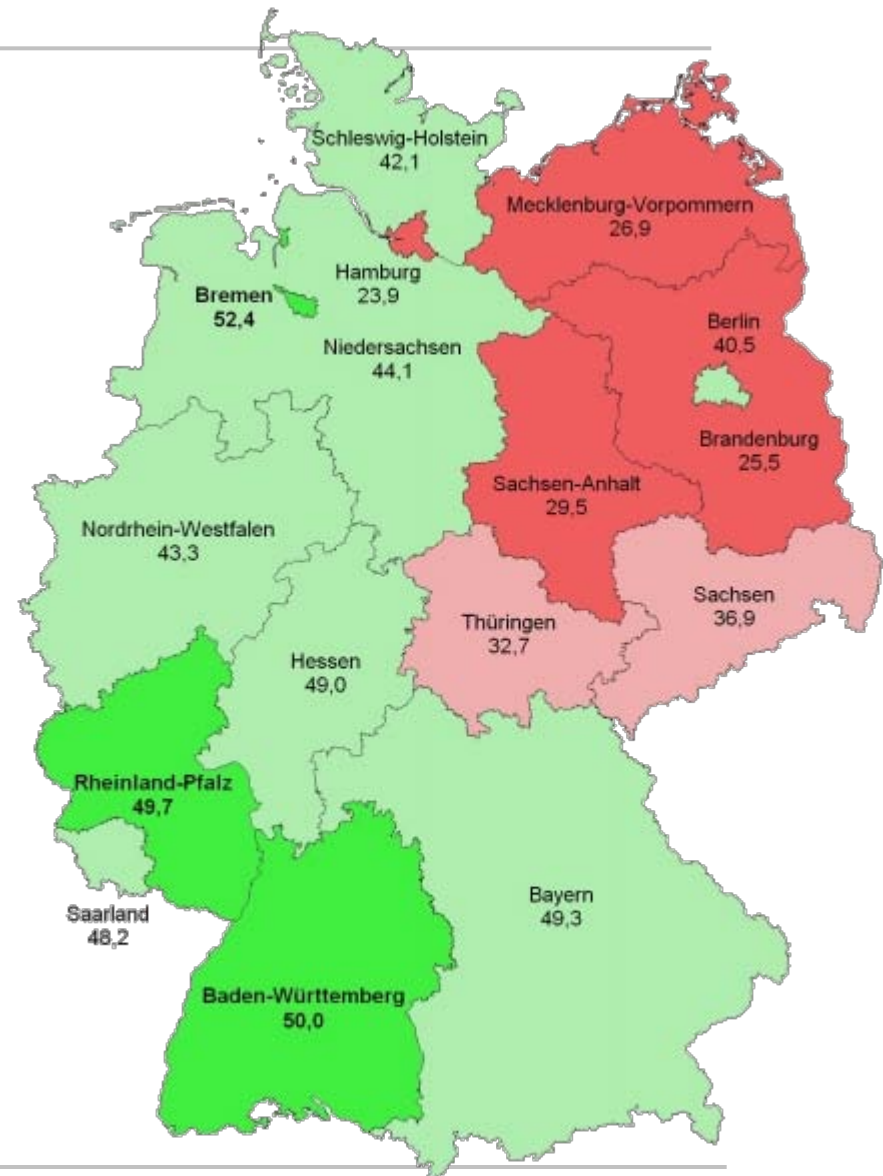 Schleswig-Holstein
42,1
Mecklenburg-Vorpommern
26,9
Hamburg
23,9
Bremen
52,4
Berlin
40,5
Niedersachsen
44,1
Brandenburg
25,5
Sachsen-Anhalt
29,5
Nordrhein-Westfalen
43,3
Sachsen
36,9
Thüringen
32,7
Hessen
49,0
Rheinland-Pfalz
49,7
Bayern
49,3
Saarland
48,2
Baden-Württemberg
50,0